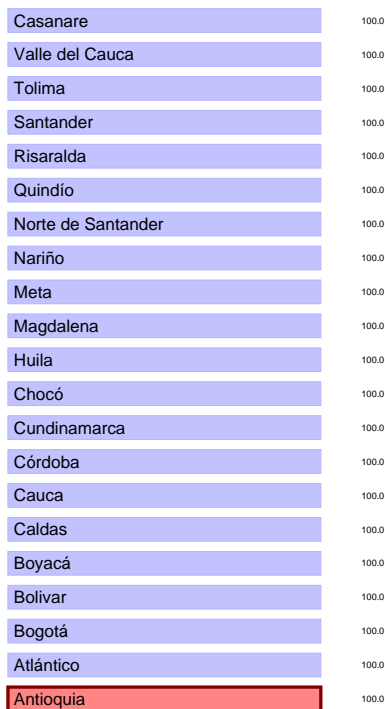 Casanare 100.0
Valle del Cauca 100.0
Tolima 100.0
Santander 100.0
Risaralda 100.0
Quindío 100.0
Norte de Santander 100.0
Nariño 100.0
Meta 100.0
Magdalena 100.0
Huila 100.0
Chocó 100.0
Cundinamarca 100.0
Córdoba 100.0
Cauca 100.0
Caldas 100.0
Boyacá 100.0
Bolivar 100.0
Bogotá 100.0
Atlántico 100.0
Antioquia 100.0